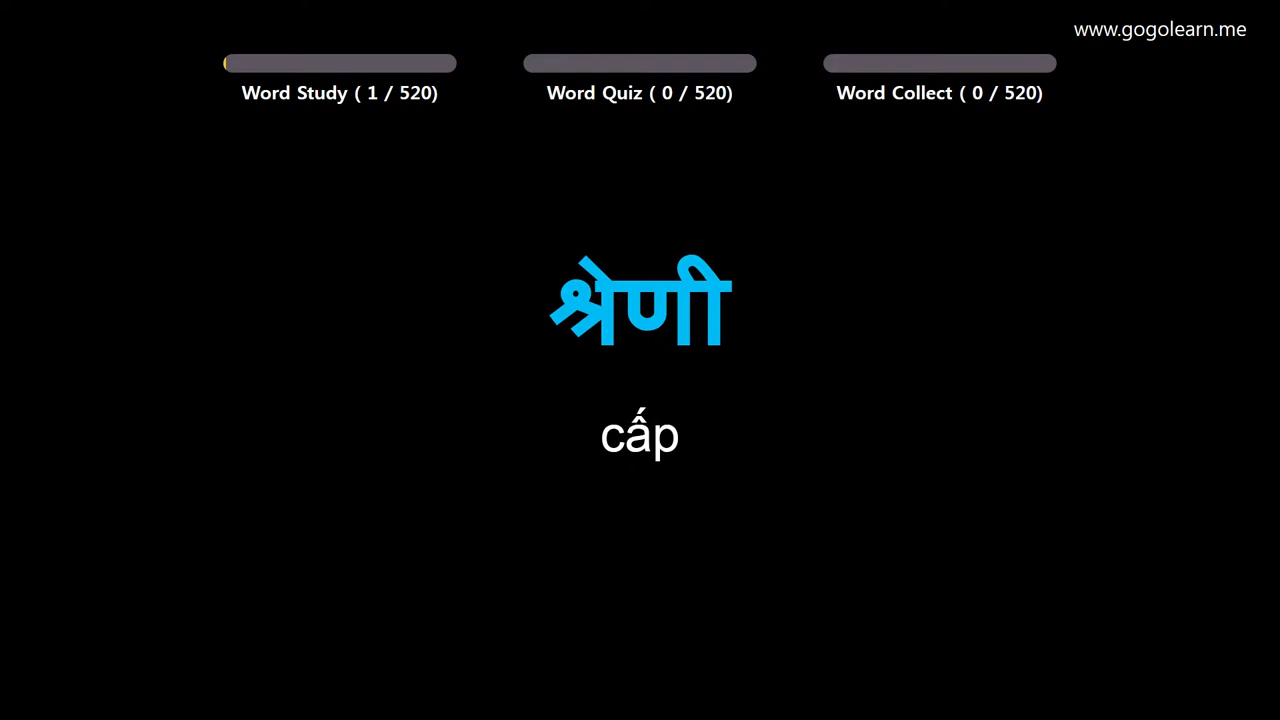 www.gogolearn.me
Word Study ( 1 / 520)
Word Quiz ( 0 / 520)
Word Collect ( 0 / 520)
श्रेणी
cấp